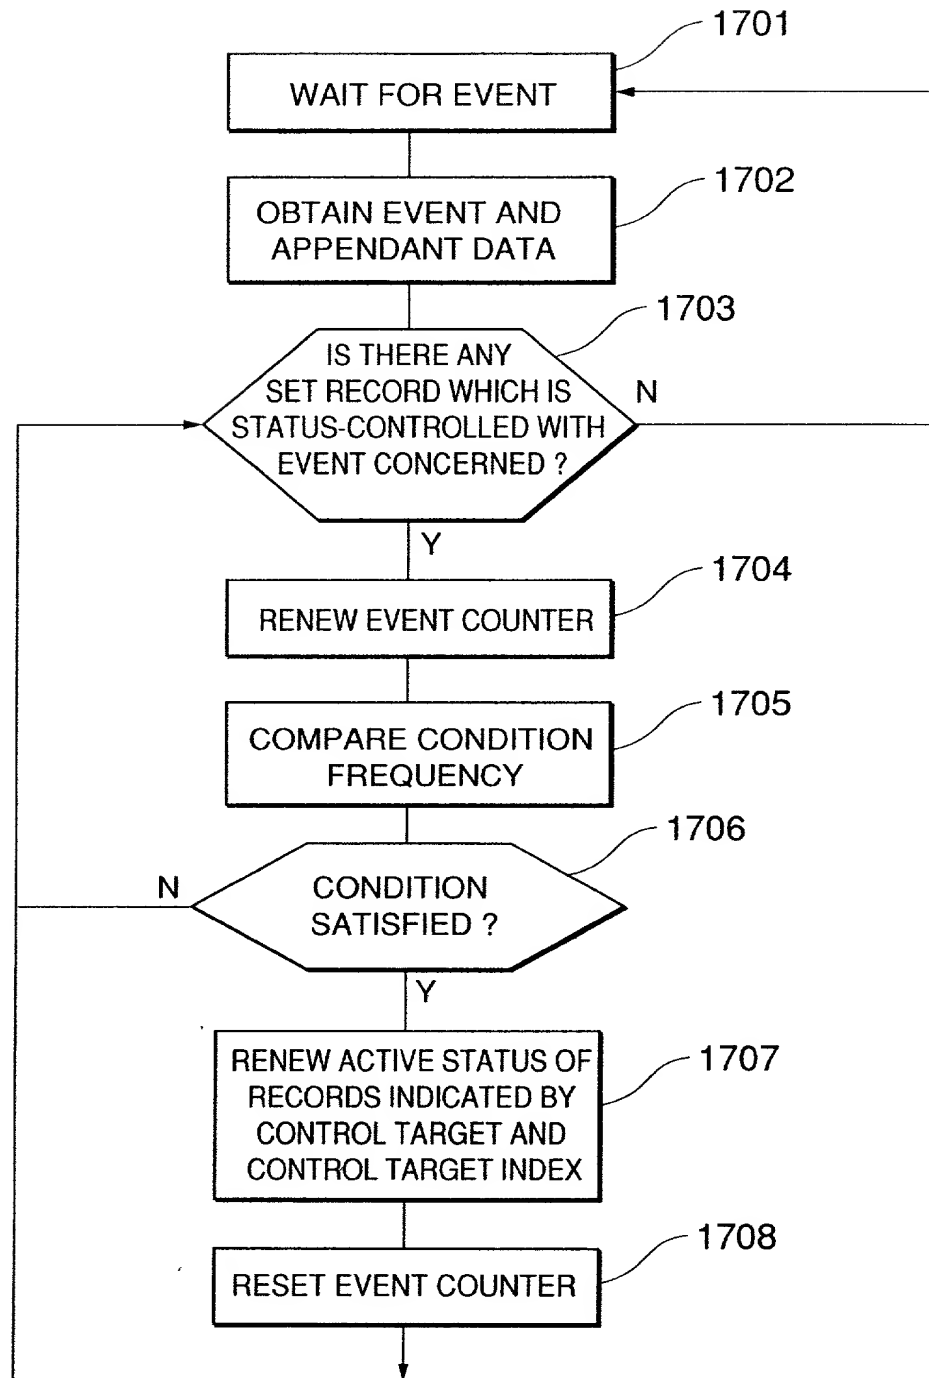 1701
WAIT FOR EVENT
1702
OBTAIN EVENT AND
APPENDANT DATA
1703
IS THERE ANY
SET RECORD WHICH IS
STATUS-CONTROLLED WITH
EVENT CONCERNED ?
N
Y
1704
RENEW EVENT COUNTER
1705
COMPARE CONDITION
FREQUENCY
1706
N
CONDITION
SATISFIED ?
Y
1707
RENEW ACTIVE STATUS OF
RECORDS INDICATED BY
CONTROL TARGET AND
CONTROL TARGET INDEX
1708
RESET EVENT COUNTER